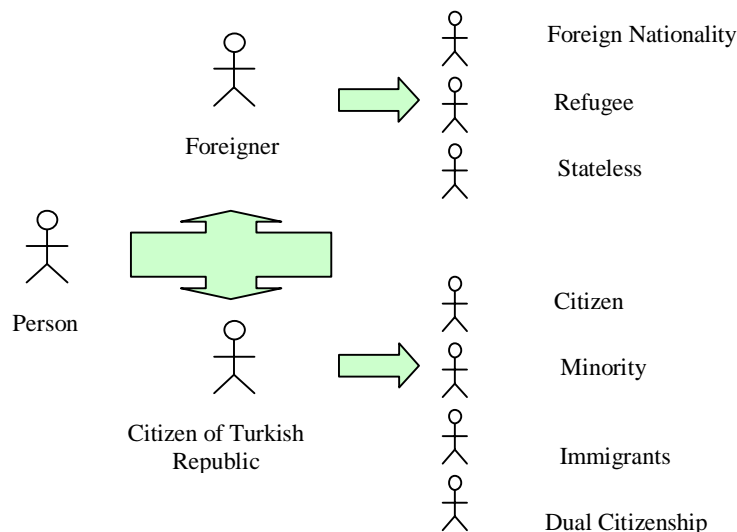 Foreign Nationality
Refugee
Foreigner
Stateless
Person
Citizen
Minority
Citizen of Turkish
Republic
Immigrants
Dual Citizenship